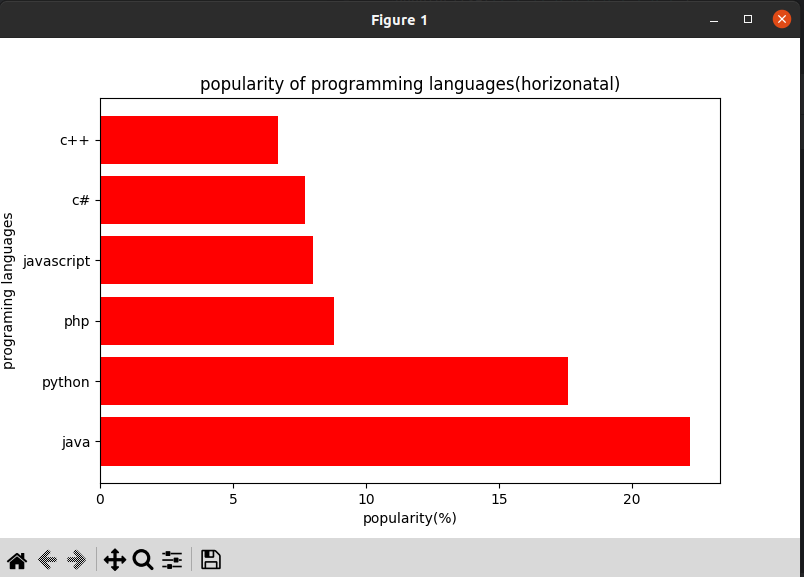 Figure 1
popularity of programming languages(horizonatal)
c++
c#
javascript
php
python
java
programing languages
0 5 10 15 20
popularity(%)